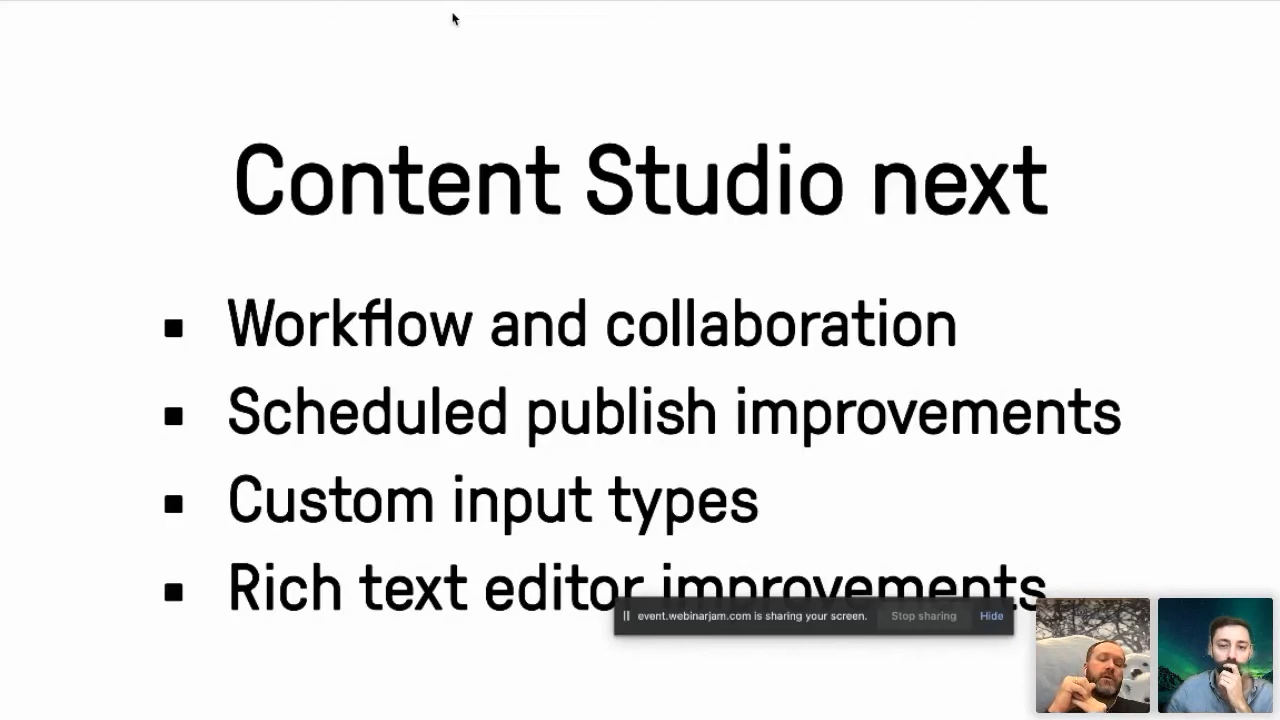 Content Studio next
▪ Workflow and collaboration
▪ Scheduled publish improvements
▪ Custom input types
▪ Rich text editor improvements
event.webinarjam.com is sharing your screen. Stop sharing Hide